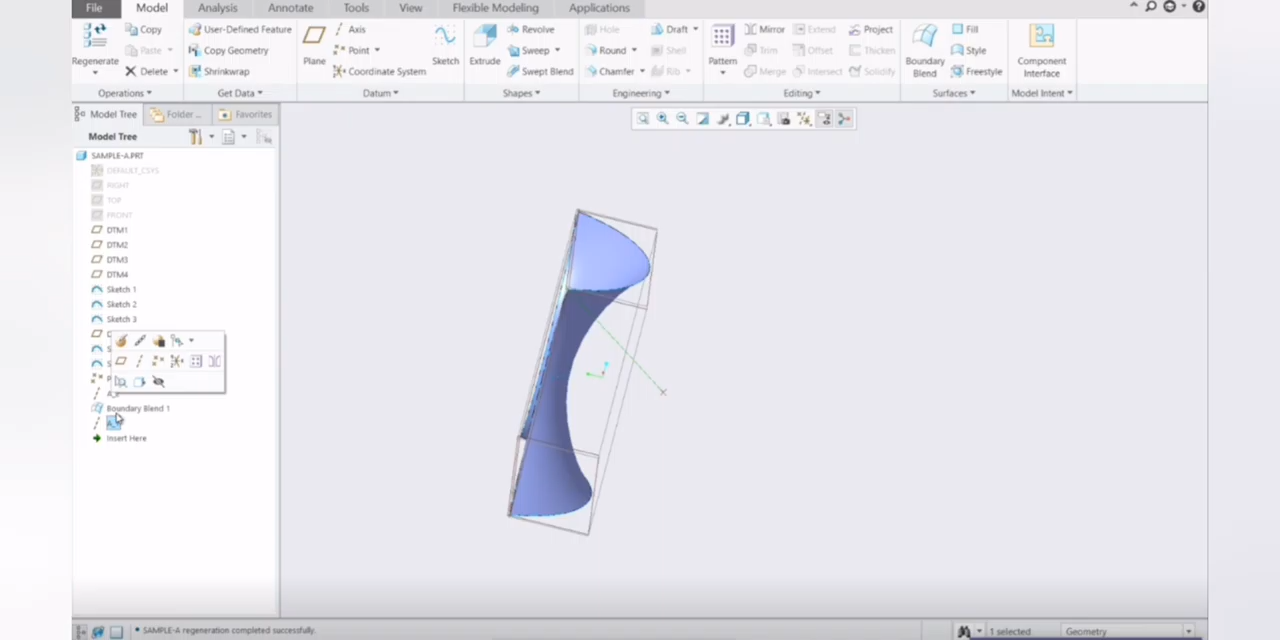 File Model Analysis Annotate Tools View Flexible Modeling Applications
Regenerate
Copy
Paste
Delete
Operations
User-Defined Feature
Copy Geometry
Shrinkwrap
Get Data
Plane
Axis
Point
Coordinate System
Sketch
Datum
Extrude
Revolve
Sweep
Swept Blend
Shapes
Hole
Round
Chamfer
Draft
Shell
Rib
Engineering
Pattern
Mirror
Trim
Merge
Extend
Offset
Intersect
Project
Thicken
Solidify
Editing
Boundary
Blend
Fill
Style
Freestyle
Surfaces
Component
Interface
Model Intent
Model Tree Folder ... Favorites
Model Tree
SAMPLE-A.PRT
DEFAULT_CSYS
RIGHT
TOP
FRONT
DTM1
DTM2
DTM3
DTM4
Sketch 1
Sketch 2
Sketch 3
Boundary Blend 1
Insert Here
SAMPLE-A regeneration completed successfully.
1 selected
Geometry